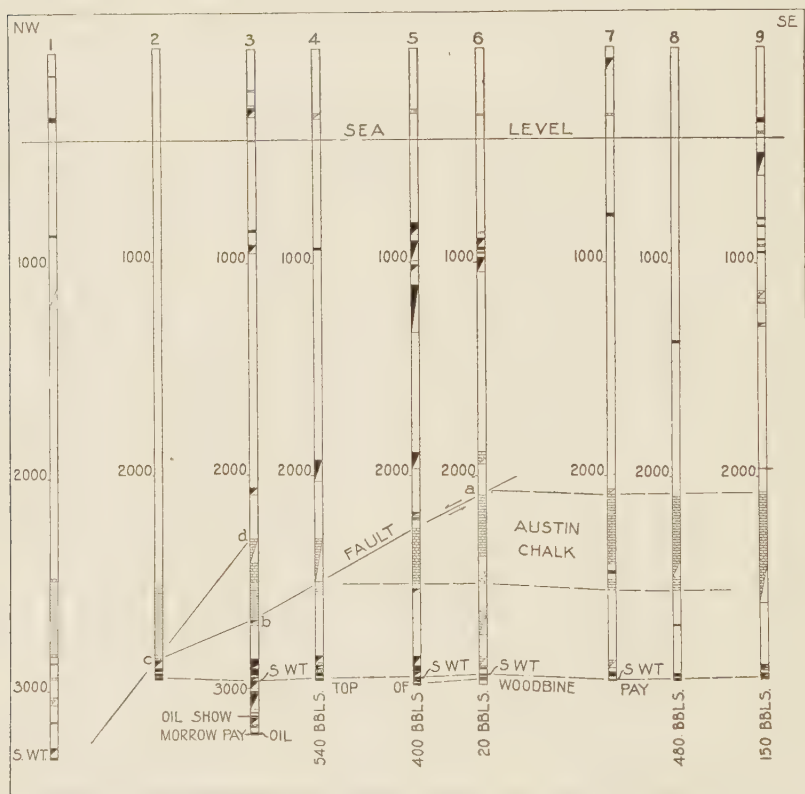 NW
SE
1
2
3
4
5
6
7
8
9
SEA LEVEL
1000
1000
1000
1000
1000
1000
1000
1000
1000
2000
2000
2000
2000
2000
2000
2000
2000
a
d
FAULT
AUSTIN
CHALK
b
c
S WT
S WT
S WT
S WT
3000
3000
TOP OF WOODBINE PAY
OIL SHOW
MORROW PAY
OIL
S. WT.
540 BBLS.
400 BBLS
20 BBLS.
480 BBLS.
150 BBLS.